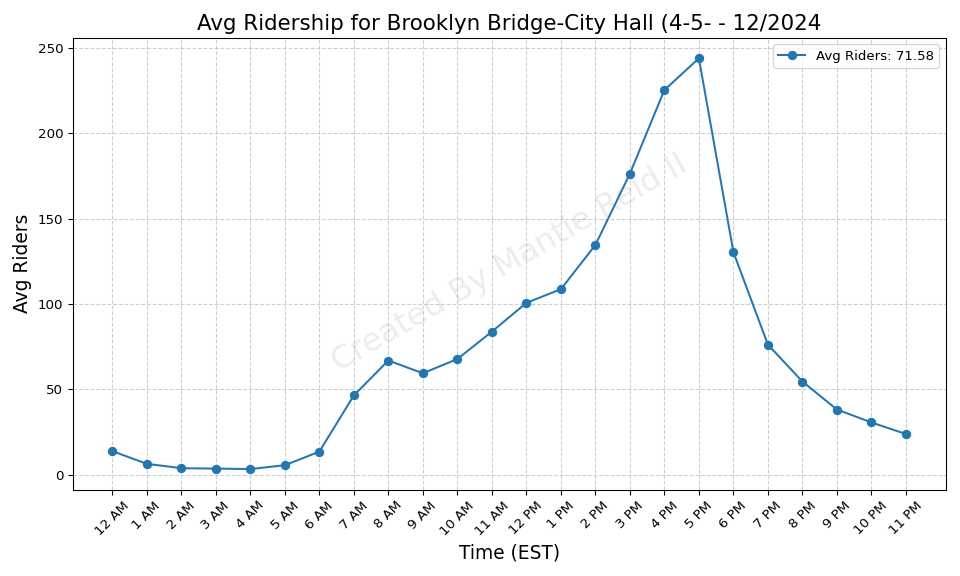 Avg Ridership for Brooklyn Bridge-City Hall (4-5- - 12/2024
Avg Riders: 71.58
250
200
150
100
50
0
Avg Riders
Created By Mantle Reid II
12 AM 1 AM 2 AM 3 AM 4 AM 5 AM 6 AM 7 AM 8 AM 9 AM 10 AM 11 AM 12 PM 1 PM 2 PM 3 PM 4 PM 5 PM 6 PM 7 PM 8 PM 9 PM 10 PM 11 PM
Time (EST)